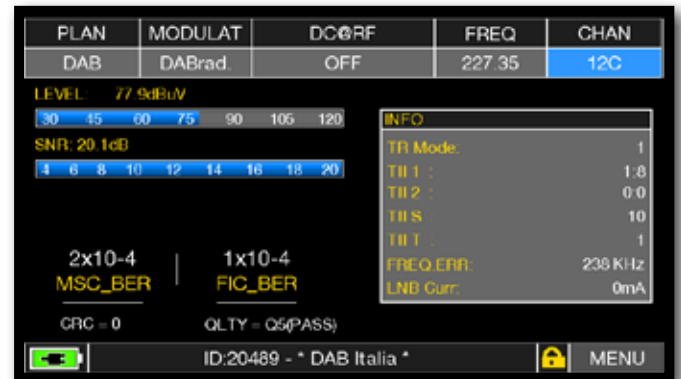 PLAN MODULAT DC@RF FREQ CHAN
DAB DABrad. OFF 227.35 12C
LEVEL: 77.9dBuV
30 45 60 75 90 105 120
SNR: 20.1dB
4 6 8 10 12 14 16 18 20
INFO
TR Mode: 1
TII 1 : 1:8
TII 2 : 0:0
TII S 10
TII T : 1
FREQ.ERR: 238 KHz
LNB Curr: 0mA
2x10-4 1x10-4
MSC_BER FIC_BER
CRC = 0 QLTY = Q5(PASS)
ID:20489 - * DAB Italia * MENU